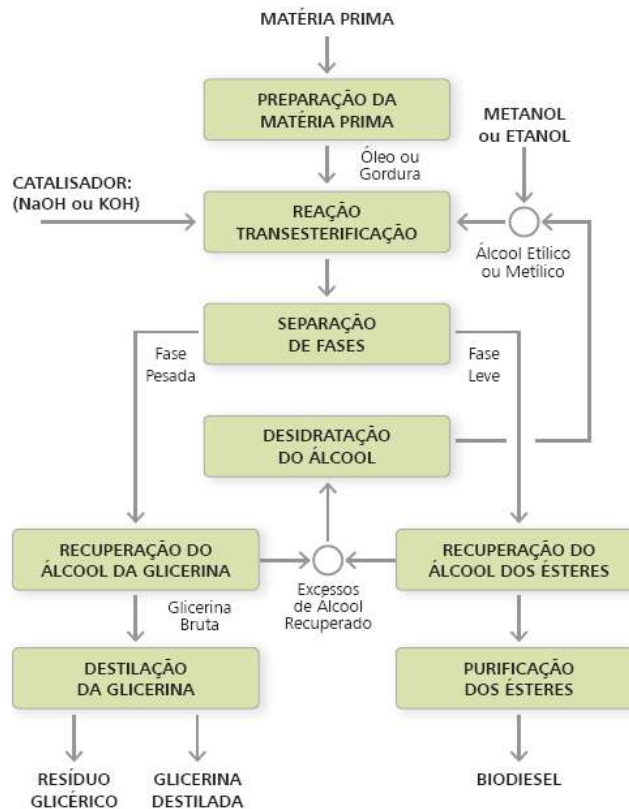 MATÉRIA PRIMA
PREPARAÇÃO DA
MATÉRIA PRIMA
METANOL
ou ETANOL
Óleo ou
Gordura
CATALISADOR:
(NaOH ou KOH)
REAÇÃO
TRANSESTERIFICAÇÃO
Álcool Etílico
ou Metílico
SEPARAÇÃO
DE FASES
Fase
Pesada
Fase
Leve
DESIDRATAÇÃO
DO ÁLCOOL
RECUPERAÇÃO DO
ÁLCOOL DA GLICERINA
Excessos
de Álcool
Recuperado
RECUPERAÇÃO DO
ÁLCOOL DOS ÉSTERES
Glicerina
Bruta
DESTILAÇÃO
DA GLICERINA
PURIFICAÇÃO
DOS ÉSTERES
RESÍDUO
GLICÉRICO
GLICERINA
DESTILADA
BIODIESEL